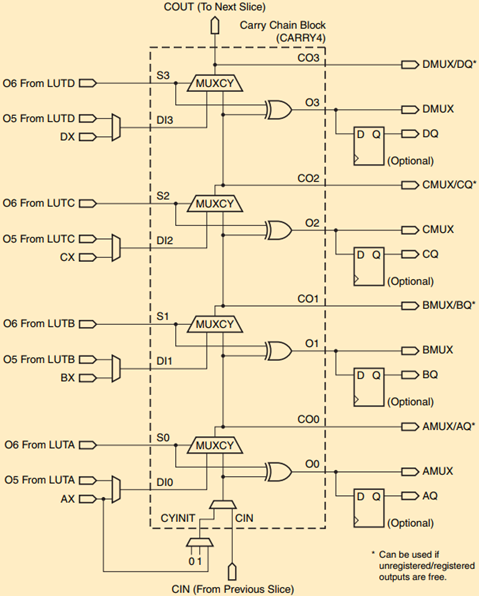 COUT (To Next Slice)
Carry Chain Block
(CARRY4)
CO3
DMUX/DQ*
S3
O6 From LUTD
MUXCY
O3
DMUX
O5 From LUTD
DI3
DX
D Q
DQ
(Optional)
CO2
CMUX/CQ*
S2
O6 From LUTC
MUXCY
O2
CMUX
O5 From LUTC
DI2
CX
D Q
CQ
(Optional)
CO1
BMUX/BQ*
S1
O6 From LUTB
MUXCY
O1
BMUX
O5 From LUTB
DI1
BX
D Q
BQ
(Optional)
CO0
AMUX/AQ*
S0
O6 From LUTA
MUXCY
O0
AMUX
O5 From LUTA
DI0
AX
D Q
AQ
(Optional)
CYINIT
CIN
0 1
* Can be used if
unregistered/registered
outputs are free.
CIN (From Previous Slice)